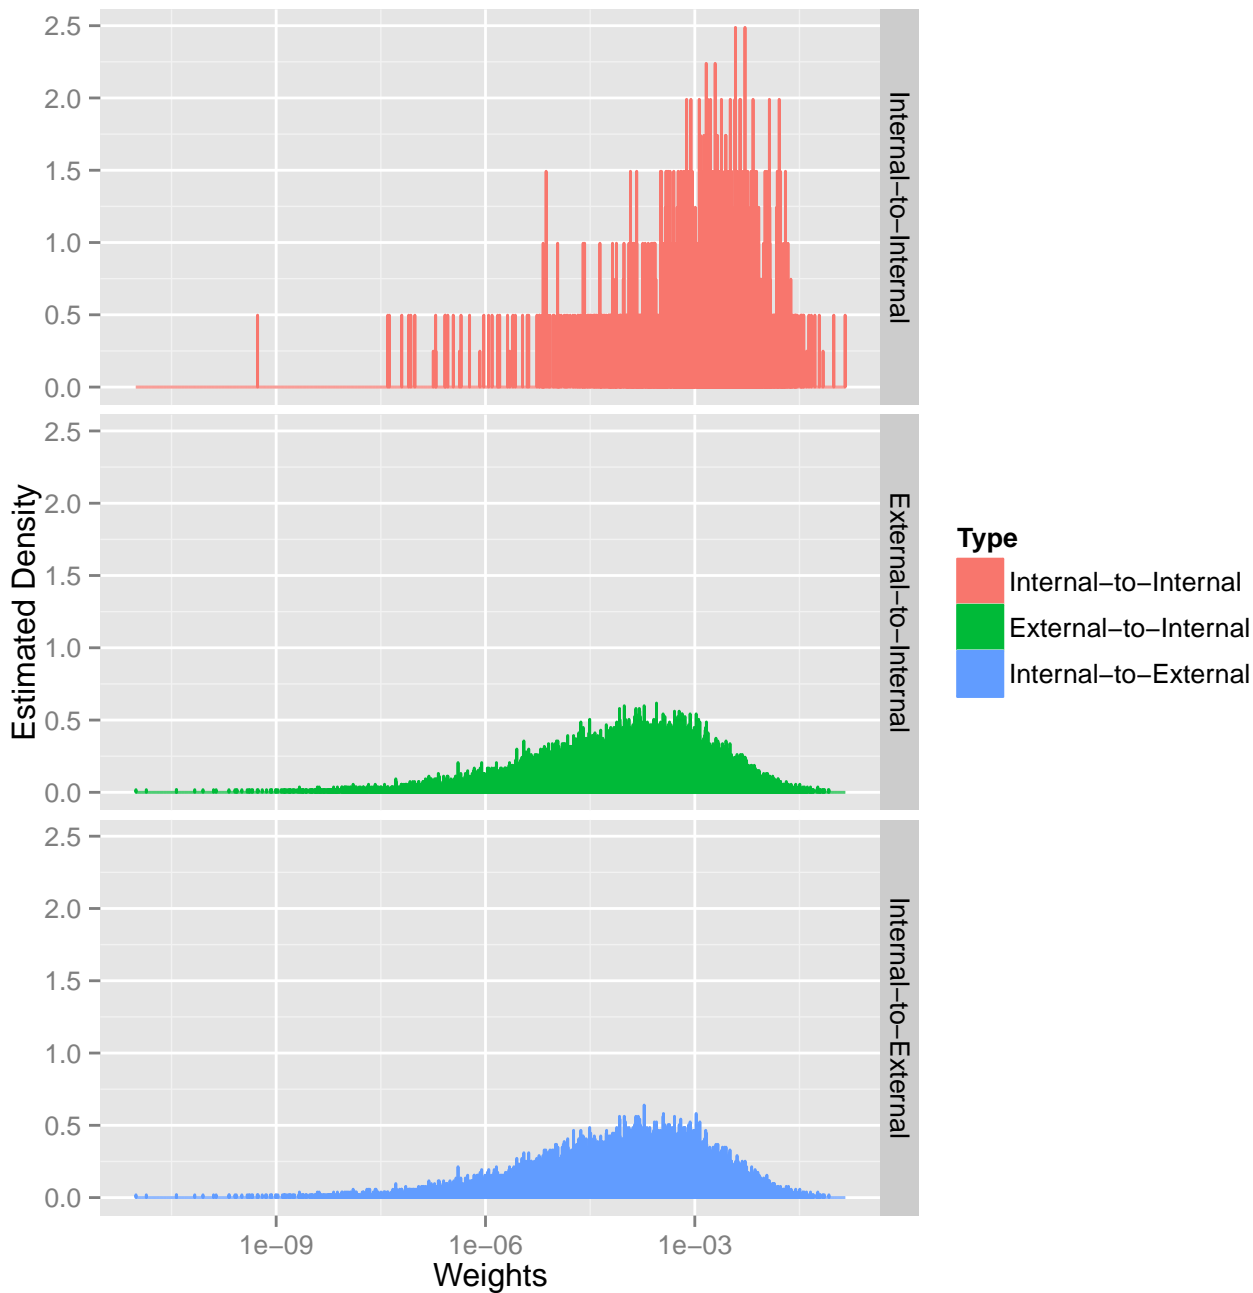 2.5
2.0
1.5
1.0
0.5
0.0
Internal−to−Internal
2.5
2.0
1.5
1.0
0.5
0.0
External−to−Internal
2.5
2.0
1.5
1.0
0.5
0.0
Internal−to−External
Estimated Density
1e−09 1e−06 1e−03
Weights
Type
Internal−to−Internal
External−to−Internal
Internal−to−External